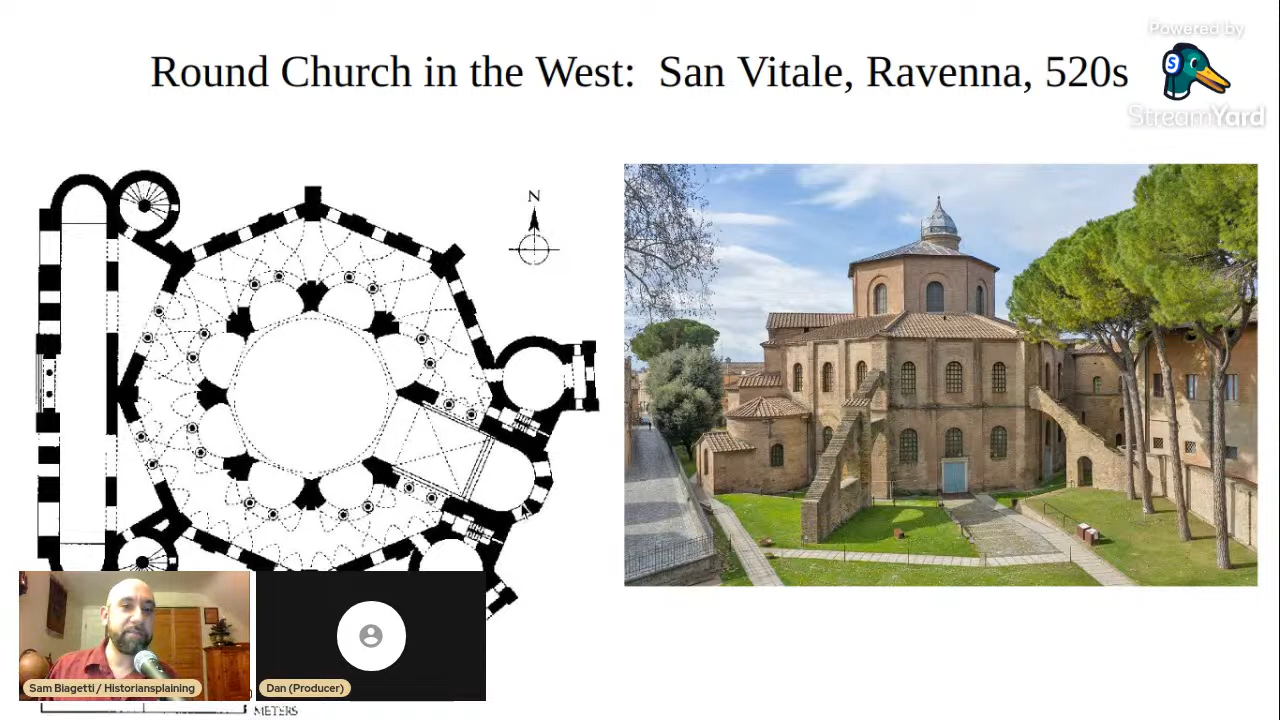 Powered by
Round Church in the West:  San Vitale, Ravenna, 520s
S
StreamYard
N
Sam Biagetti / Historiansplaining
Dan (Producer)
METERS